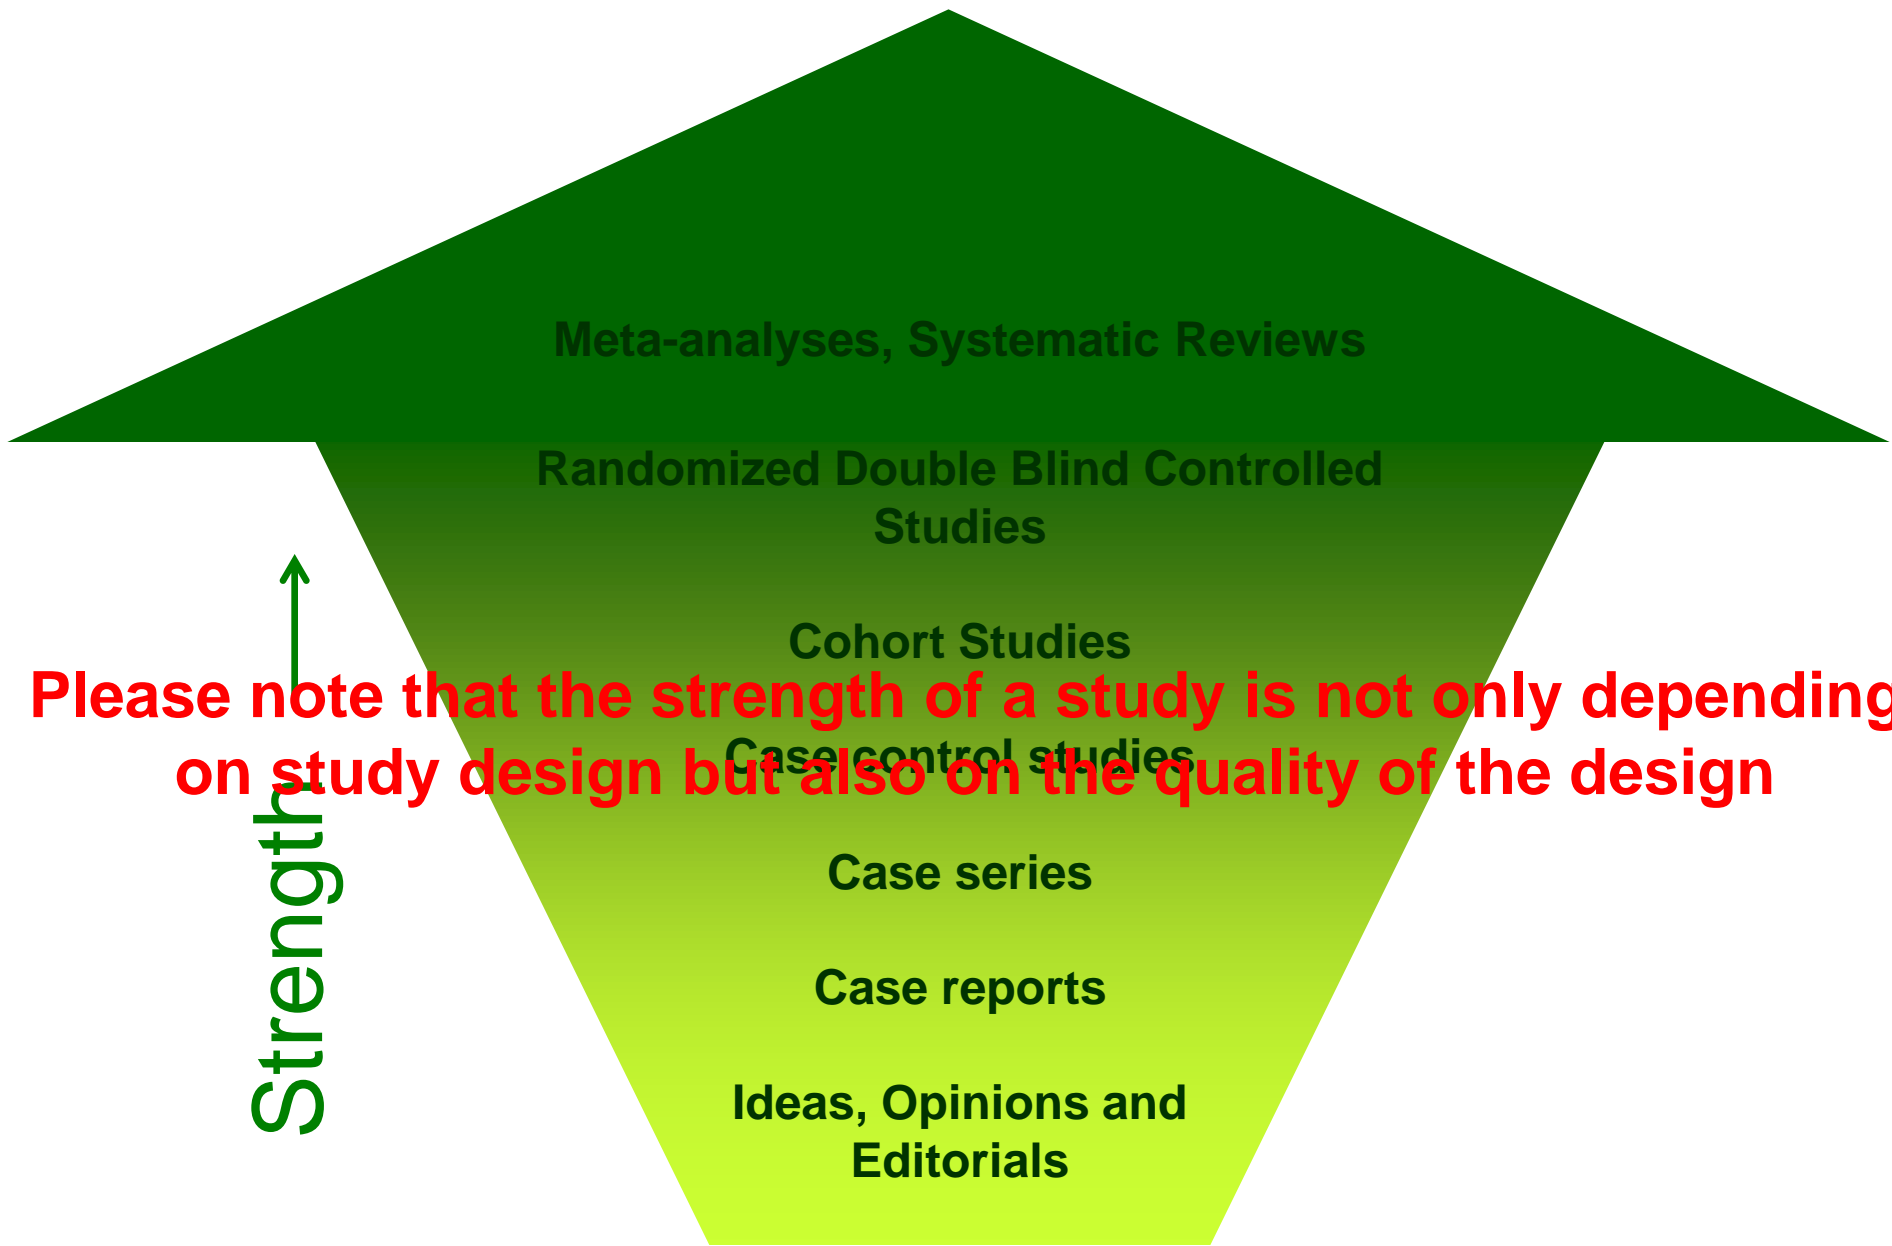 Meta-analyses, Systematic Reviews
Randomized Double Blind Controlled
Studies
Cohort Studies
Please note that the strength of a study is not only depending
on study design but also on the quality of the design
Case control studies
Case series
Case reports
Ideas, Opinions and
Editorials
Strength